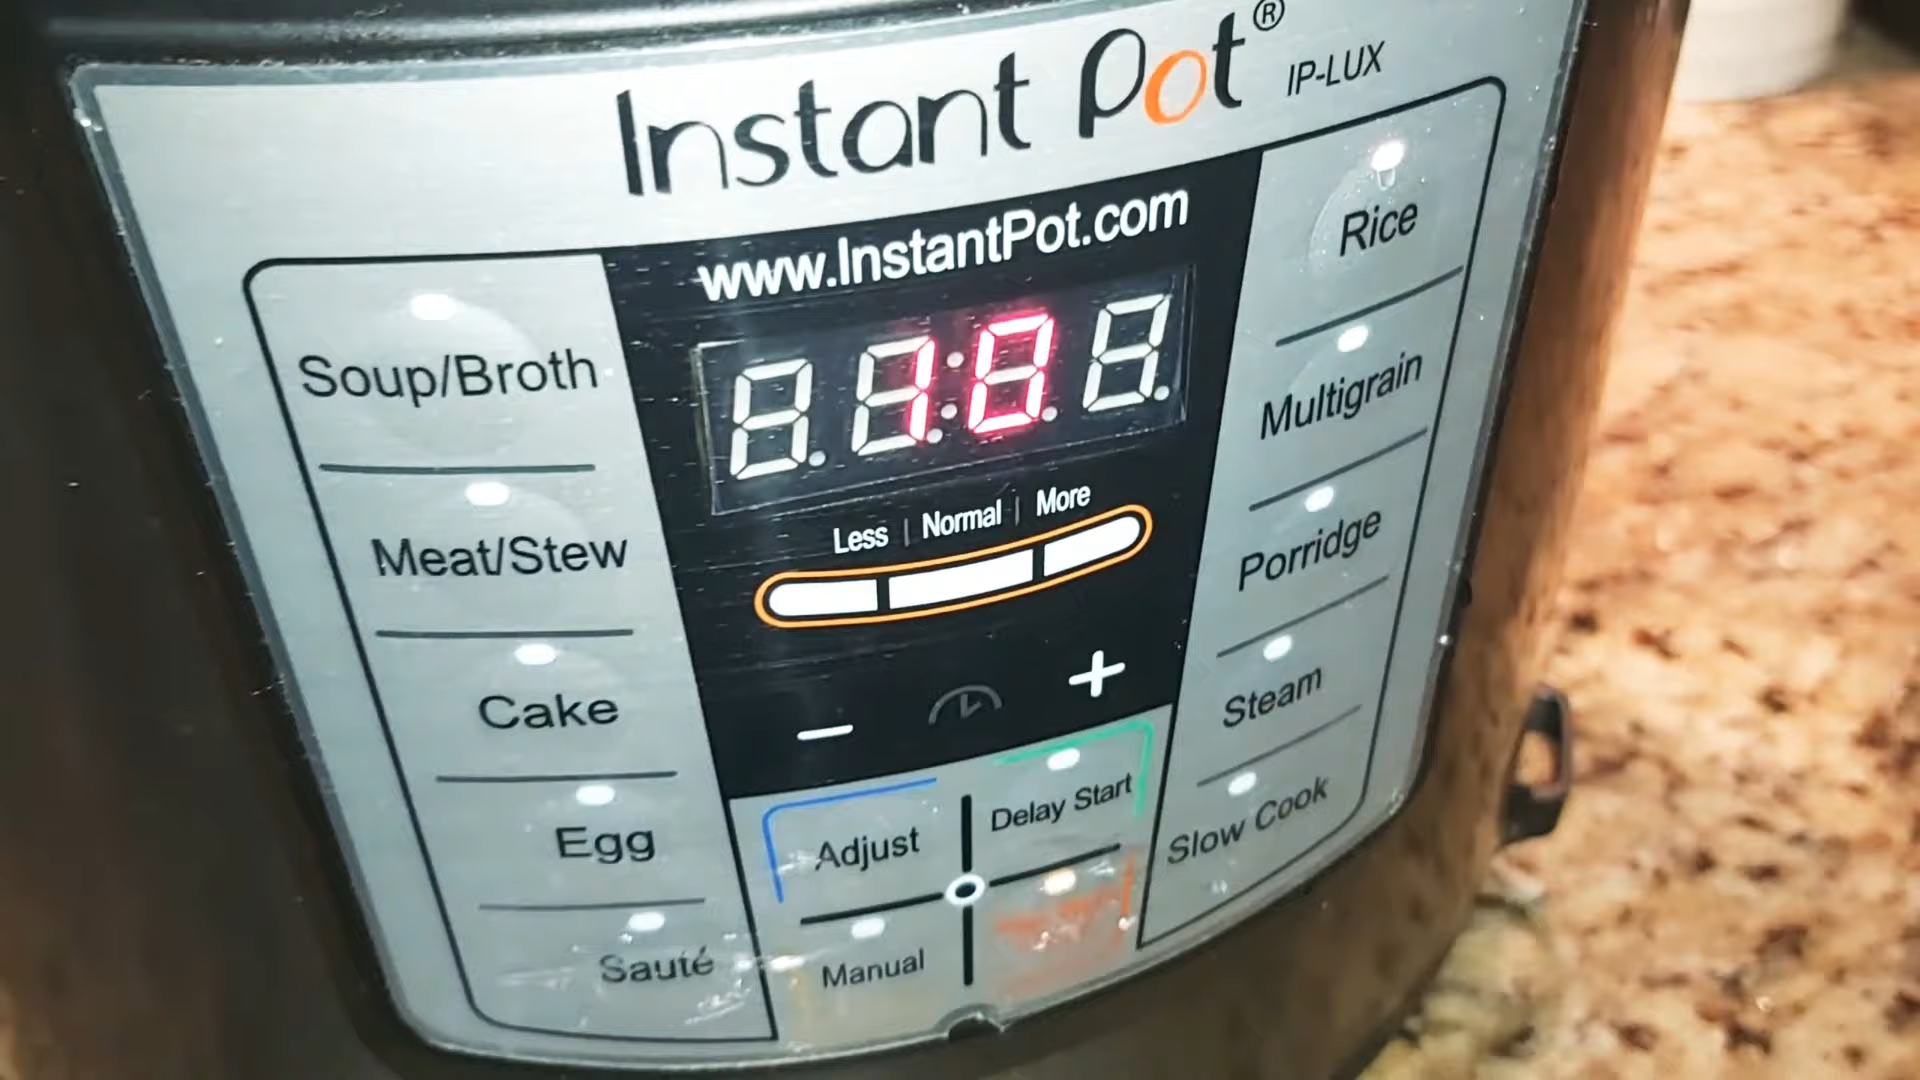 Instant Pot® IP-LUX
www.InstantPot.com
10
Less | Normal | More
Soup/Broth
Meat/Stew
Cake
Egg
Sauté
Rice
Multigrain
Porridge
Steam
Slow Cook
Adjust
Delay Start
Manual